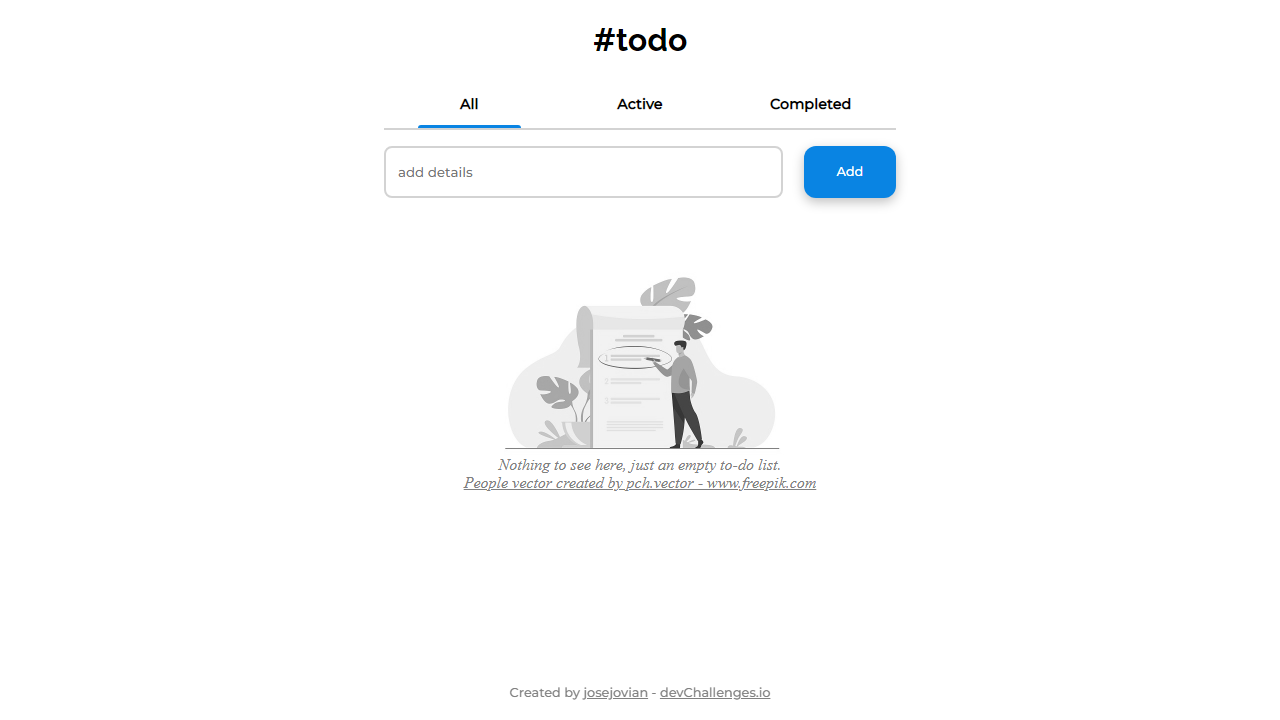 #todo
All Active Completed
add details Add
Nothing to see here, just an empty to-do list.
People vector created by pch.vector - www.freepik.com
Created by josejovian - devChallenges.io